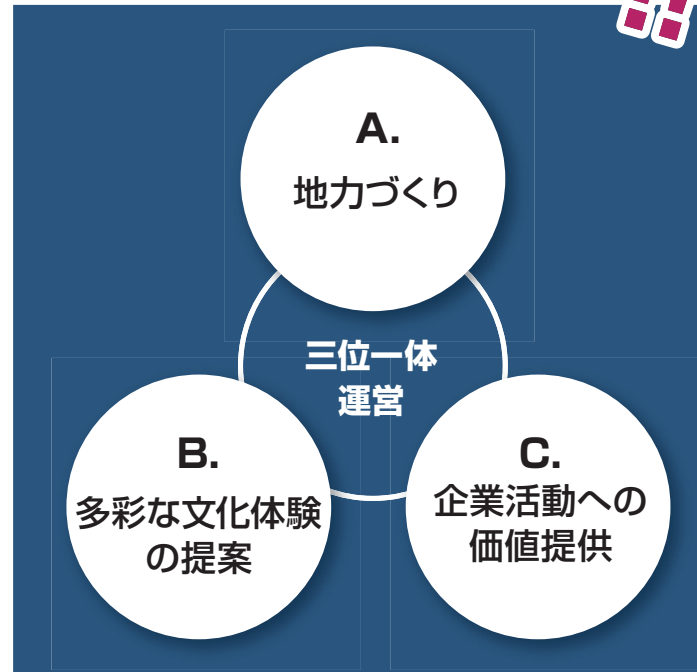 A.
地力づくり
三位一体
運営
B.
多彩な文化体験
の提案
C.
企業活動への
価値提供